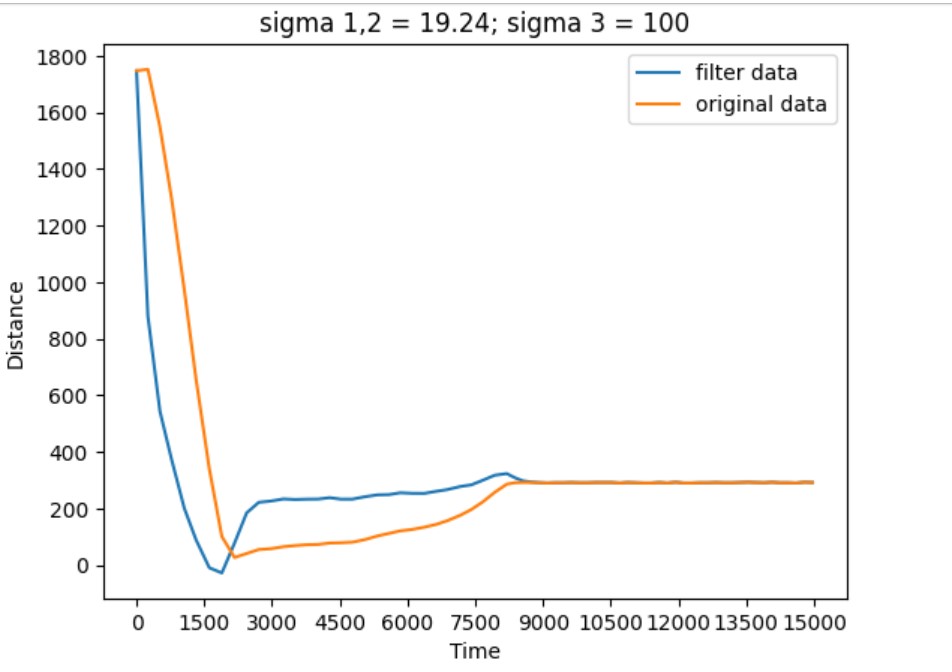 sigma 1,2 = 19.24; sigma 3 = 100
filter data
original data
1800
1600
1400
1200
1000
800
600
400
200
0
Distance
0 1500 3000 4500 6000 7500 9000 10500 12000 13500 15000
Time